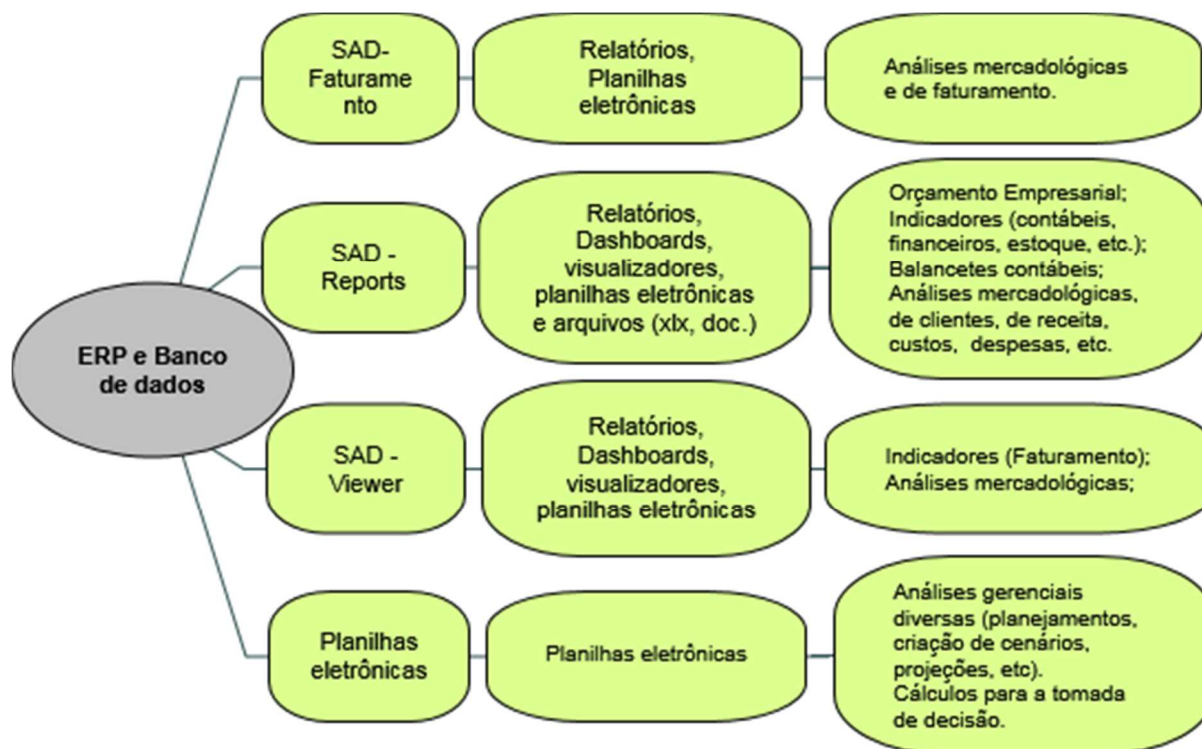 SAD-
Faturame
nto
Relatórios,
Planilhas
eletrônicas
Análises mercadológicas
e de faturamento.
SAD -
Reports
Relatórios,
Dashboards,
visualizadores,
planilhas eletrônicas
e arquivos (xlx, doc.)
Orçamento Empresarial;
Indicadores (contábeis,
financeiros, estoque, etc.);
Balancetes contábeis;
Análises mercadológicas,
de clientes, de receita,
custos, despesas, etc.
ERP e Banco
de dados
SAD -
Viewer
Relatórios,
Dashboards,
visualizadores,
planilhas eletrônicas
Indicadores (Faturamento);
Análises mercadológicas;
Planilhas
eletrônicas
Planilhas eletrônicas
Análises gerenciais
diversas (planejamentos,
criação de cenários,
projeções, etc).
Cálculos para a tomada
de decisão.